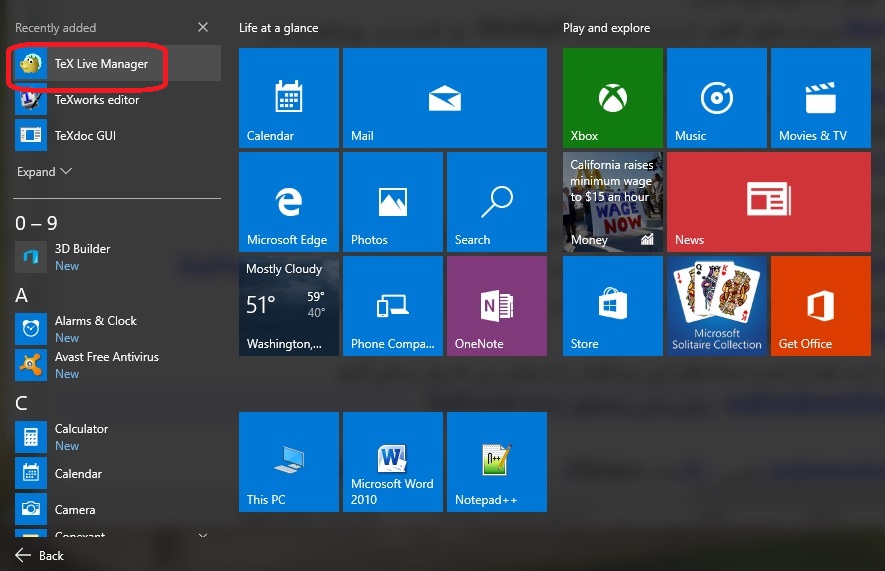 Recently added
TeX Live Manager
TeXworks editor
TeXdoc GUI
Expand
0 – 9
3D Builder
New
A
Alarms & Clock
New
Avast Free Antivirus
New
C
Calculator
New
Calendar
Camera
Back
Life at a glance
Calendar
Mail
Microsoft Edge
Photos
Search
Mostly Cloudy
51°
59°
40°
Washington,...
Phone Compa...
OneNote
Play and explore
Xbox
Music
Movies & TV
California raises
minimum wage
to $15 an hour
WAGE
NOW
Money
News
Store
Microsoft
Solitaire Collection
Get Office
This PC
Microsoft Word
2010
Notepad++